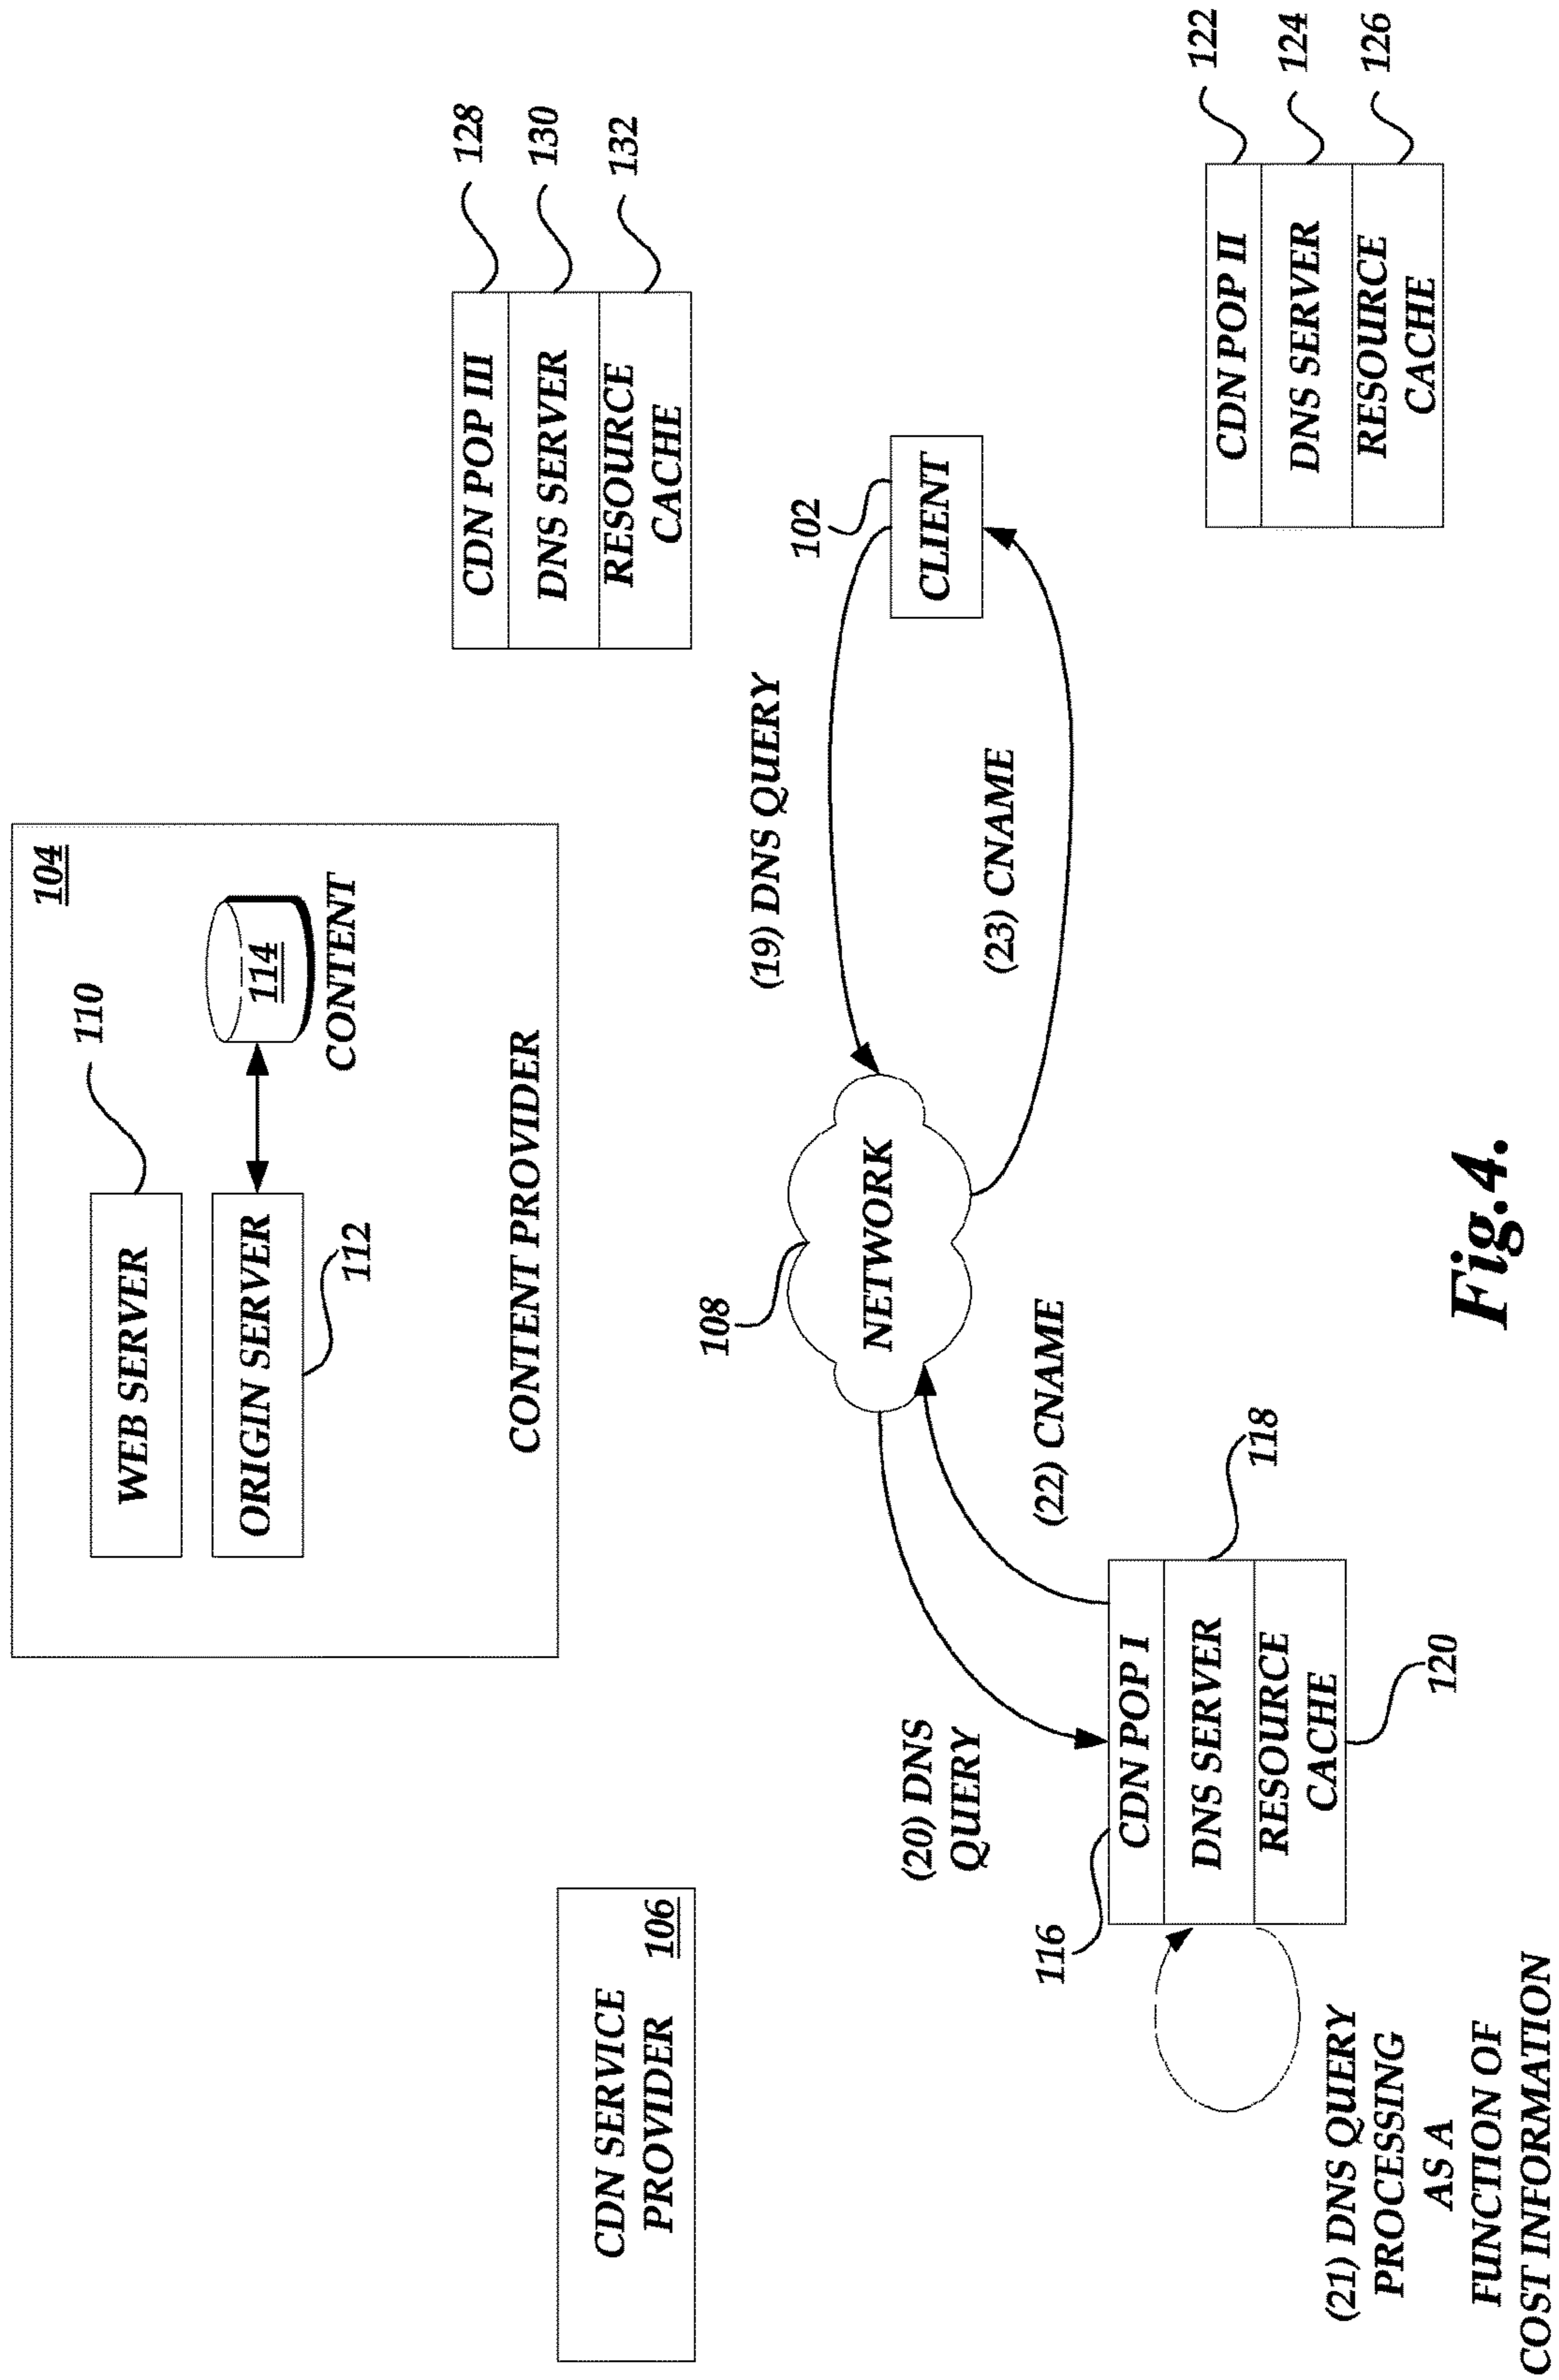 104
110
WEB SERVER
114
ORIGIN SERVER
CONTENT
112
CONTENT PROVIDER
CDN SERVICE
PROVIDER 106
128
CDN POP III
130
DNS SERVER
132
RESOURCE
CACHE
108
NETWORK
(19) DNS QUERY
102
CLIENT
(23) CNAME
(20) DNS
QUERY
(22) CNAME
116
CDN POP I
118
DNS SERVER
RESOURCE
CACHE
120
(21) DNS QUERY
PROCESSING
AS A
FUNCTION OF
COST INFORMATION
122
CDN POP II
124
DNS SERVER
126
RESOURCE
CACHE
Fig.4.